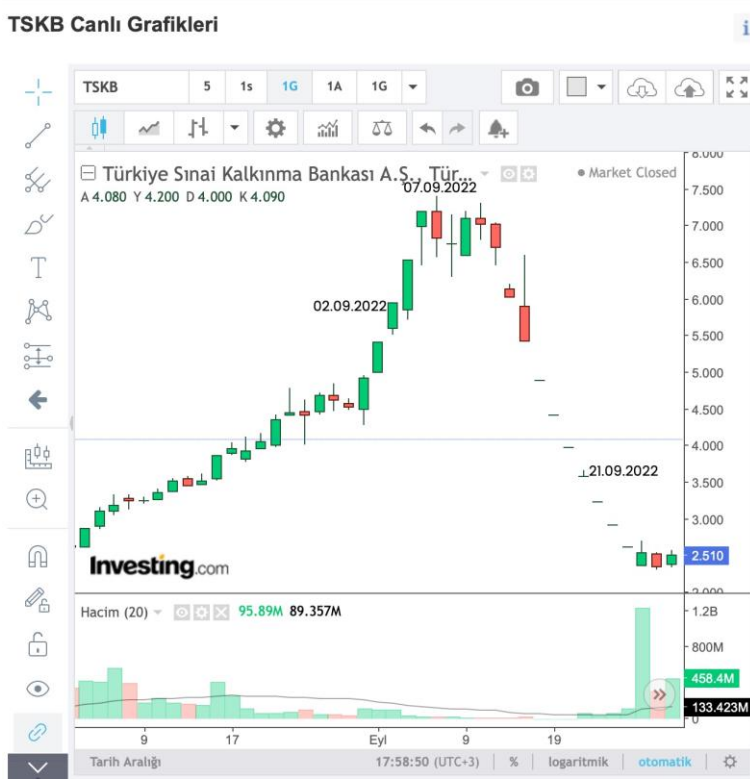 TSKB Canlı Grafikleri
i
TSKB 5 1s 1G 1A 1G
8.000
Türkiye Sınai Kalkınma Bankası A.Ş., Tür... Market Closed
07.09.2022
7.500
A 4.080 Y 4.200 D 4.000 K 4.090
7.000
6.500
02.09.2022
6.000
5.500
5.000
4.500
4.000
21.09.2022
3.500
3.000
2.510
Investing.com
2.000
Hacim (20) 95.89M 89.357M
1.2B
800M
458.4M
133.423M
0
9 17 Eyl 9 19
Tarih Aralığı 17:58:50 (UTC+3) % logaritmik otomatik